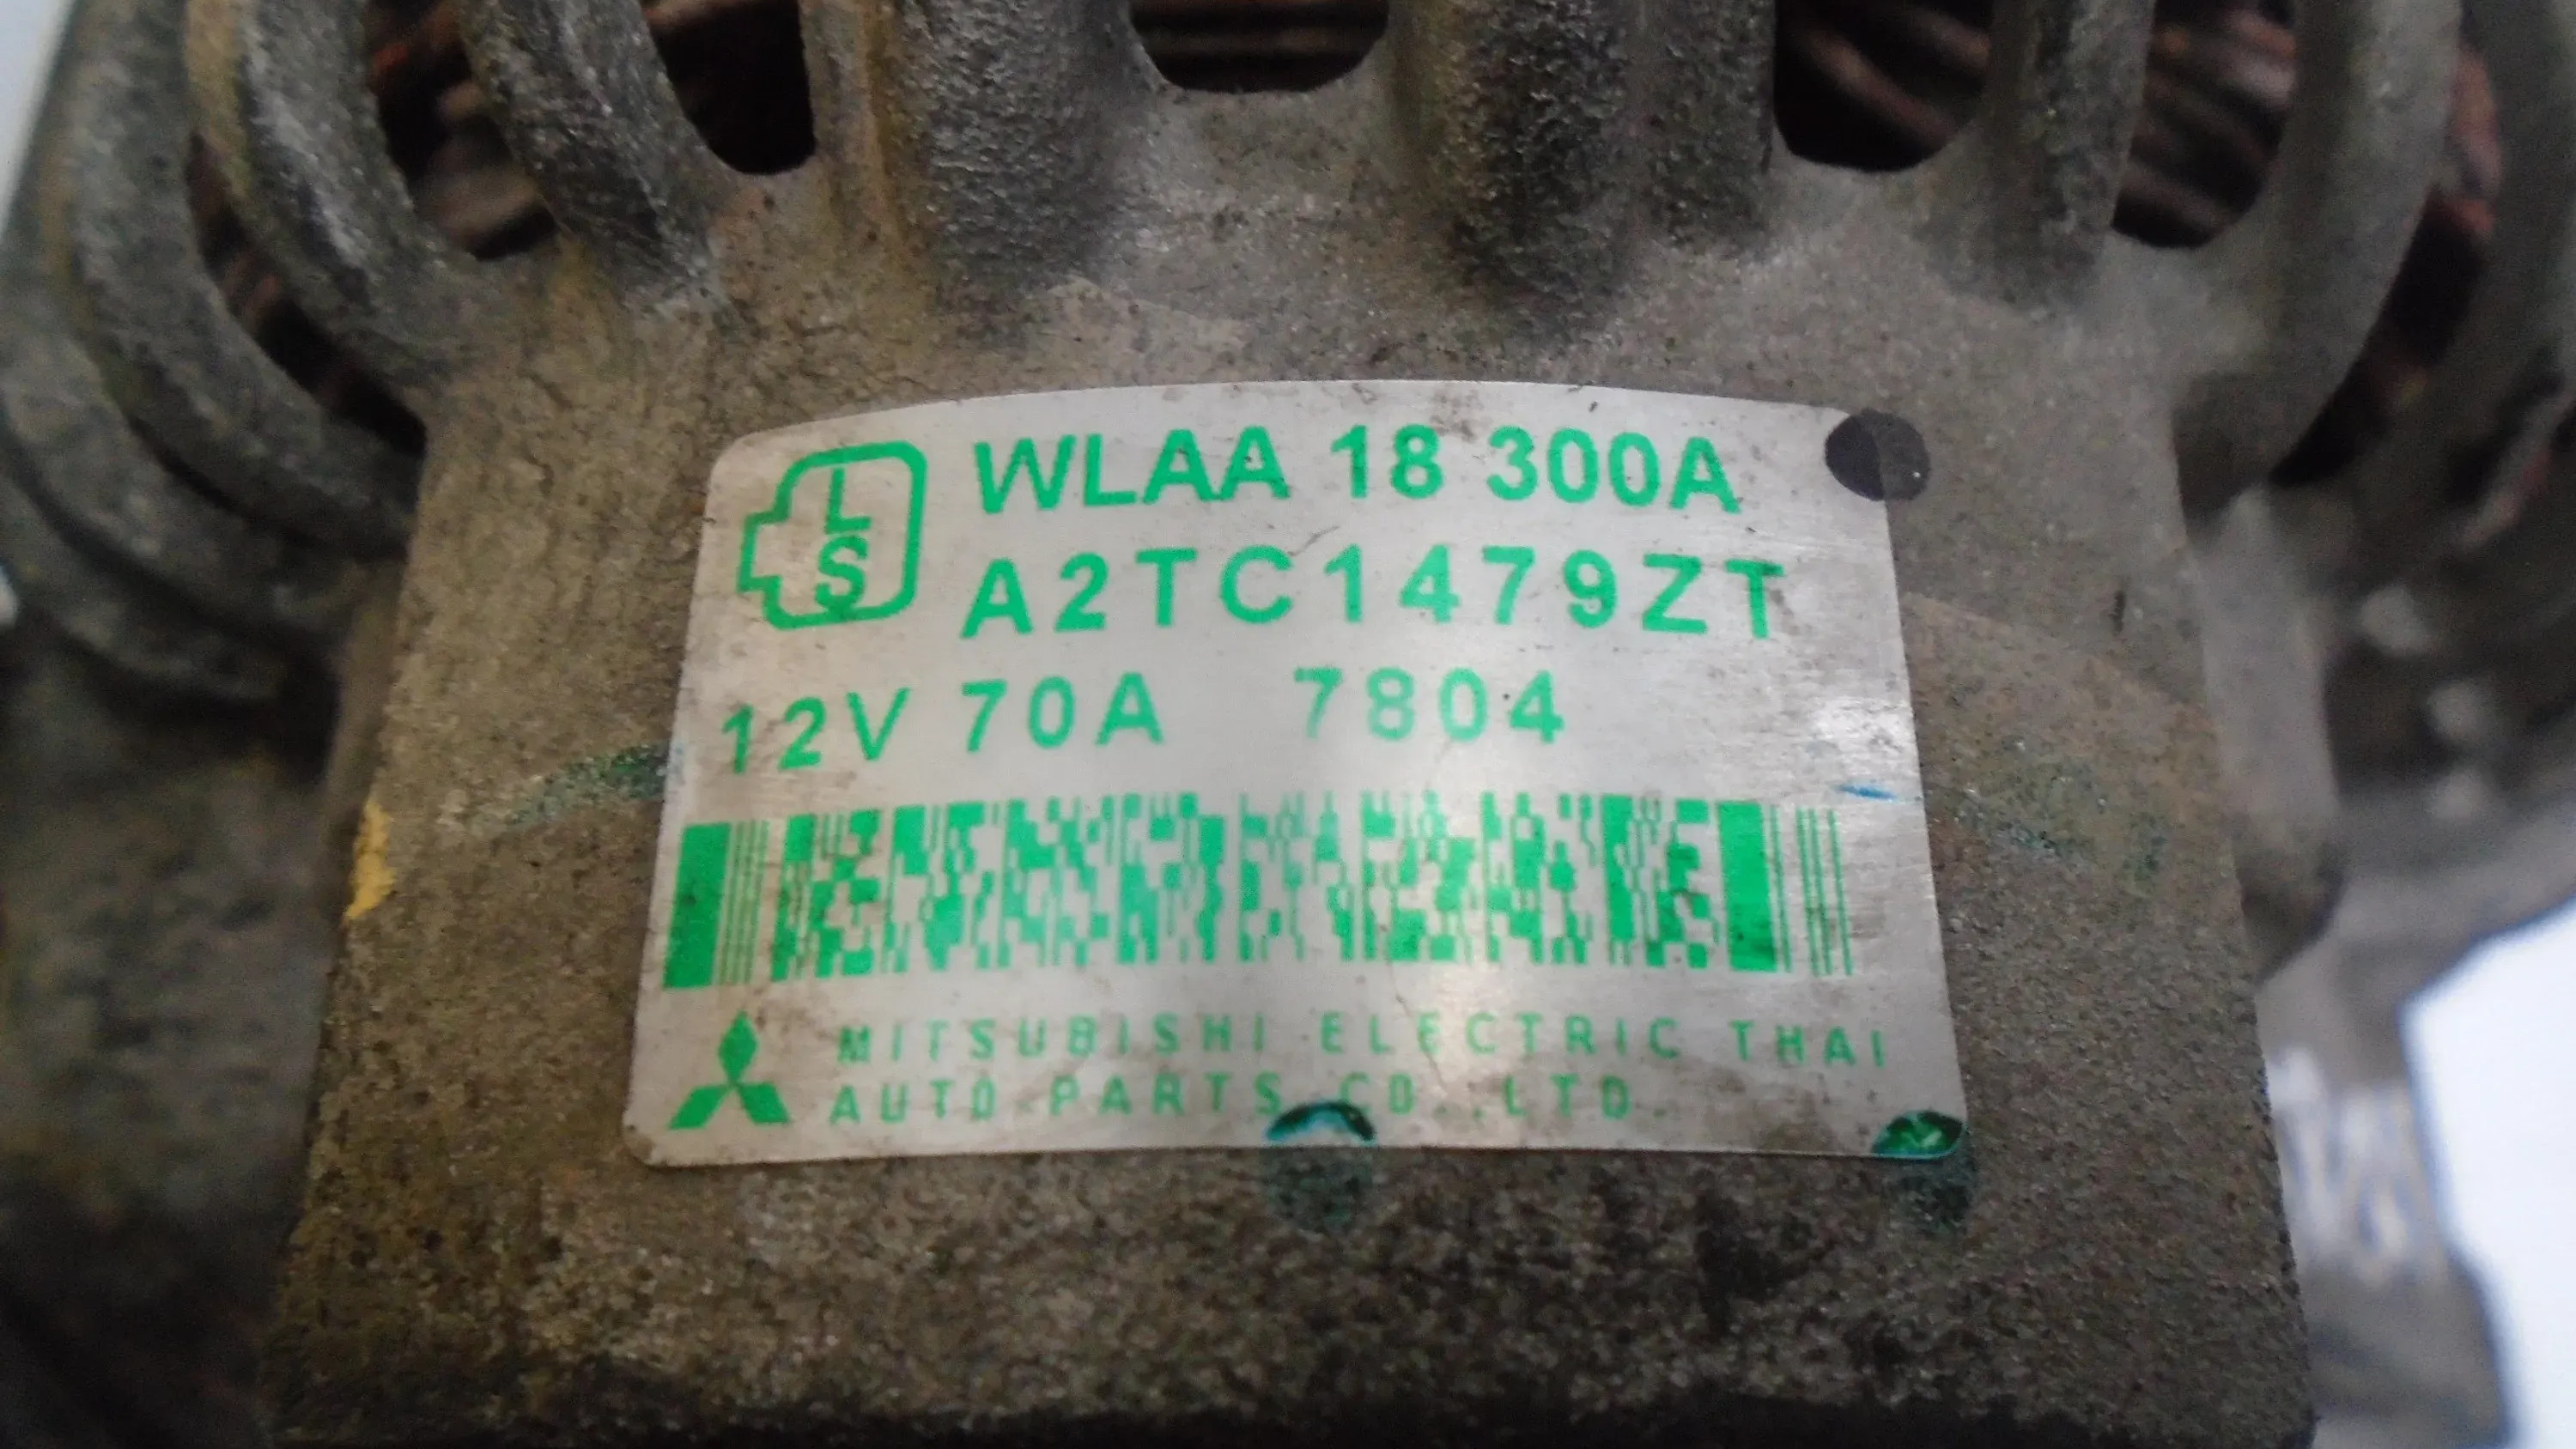 L
S
WLAA 18 300A
A2TC1479ZT
12V 70A 7804
MITSUBISHI ELECTRIC THAI
AUTO PARTS CO.,LTD.